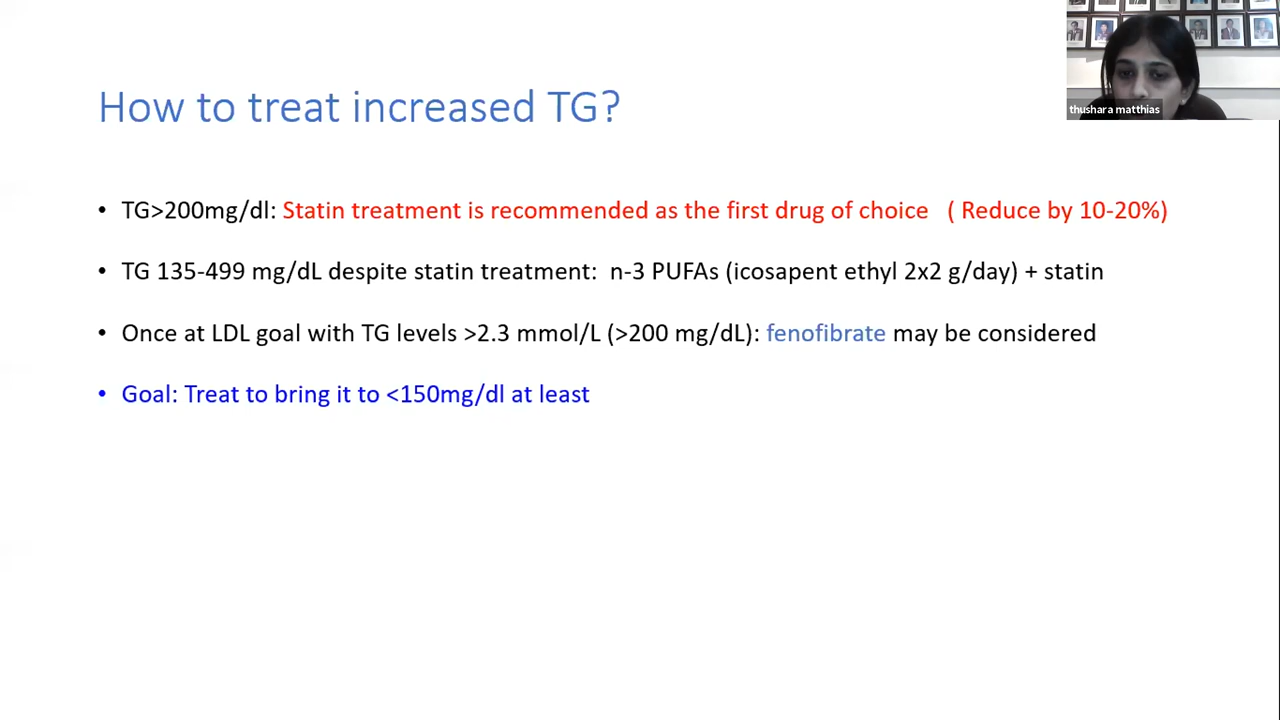 How to treat increased TG?
thushara matthias
• TG>200mg/dl: Statin treatment is recommended as the first drug of choice ( Reduce by 10-20%)
• TG 135-499 mg/dL despite statin treatment: n-3 PUFAs (icosapent ethyl 2x2 g/day) + statin
• Once at LDL goal with TG levels >2.3 mmol/L (>200 mg/dL): fenofibrate may be considered
• Goal: Treat to bring it to <150mg/dl at least